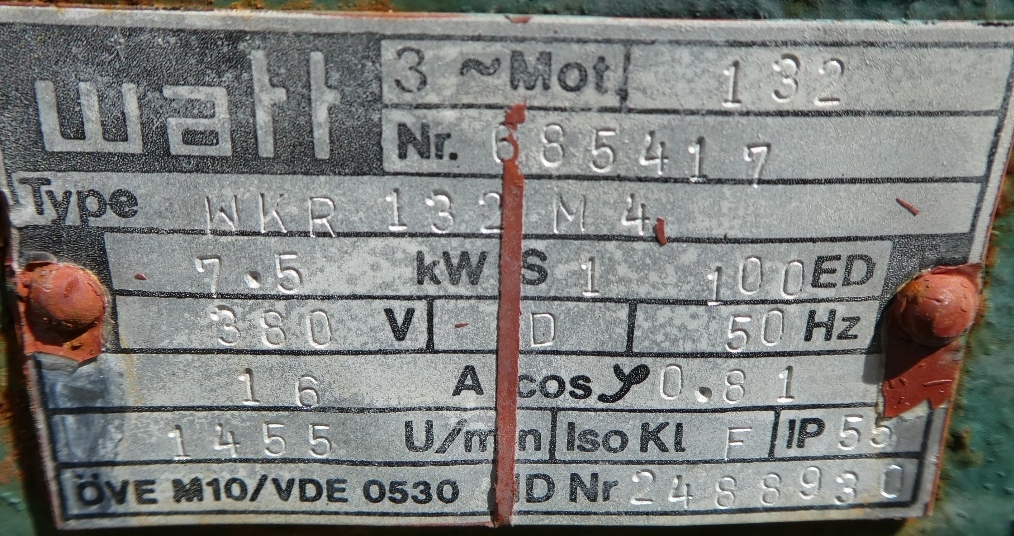 watt
3 ~ Mot. 132
Nr. 685417
Type WKR 132 M 4
7.5 kW S 1 100 ED
380 V D 50 Hz
16 A cos φ 0.81
1455 U/min Iso Kl F IP 55
ÖVE M10/VDE 0530 Nr 2488930